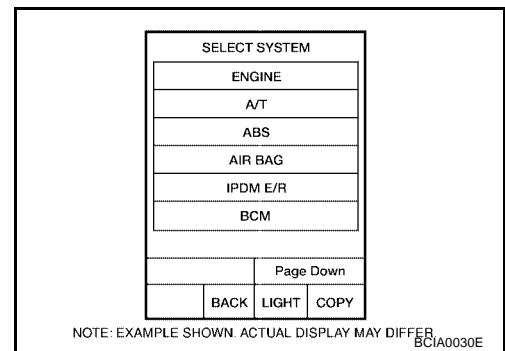 SELECT SYSTEM
ENGINE
A/T
ABS
AIR BAG
IPDM E/R
BCM
Page Down
BACK LIGHT COPY
NOTE: EXAMPLE SHOWN. ACTUAL DISPLAY MAY DIFFER
BCIA0030E